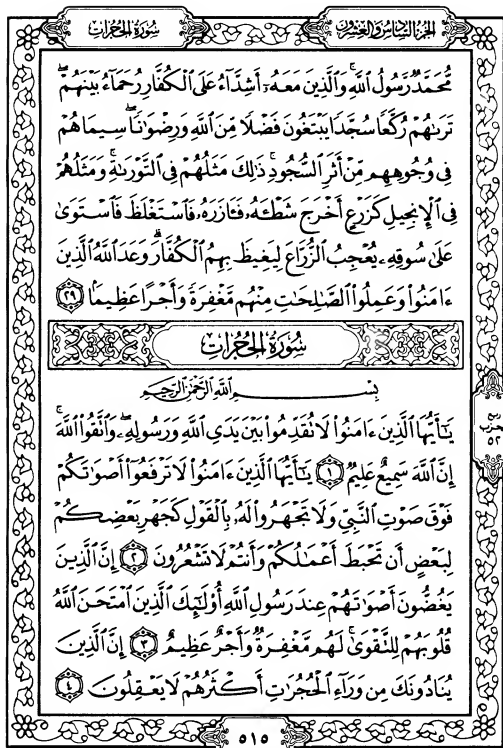 الجزء السادس والعشرون
سورة الحجرات
مُّحَمَّدٌ رَّسُولُ ٱللَّهِ وَٱلَّذِينَ مَعَهُۥٓ أَشِدَّآءُ عَلَى ٱلْكُفَّارِ رُحَمَآءُ بَيْنَهُمْ ۖ
تَرَىٰهُمْ رُكَّعًا سُجَّدًا يَبْتَغُونَ فَضْلًا مِّنَ ٱللَّهِ وَرِضْوَٰنًا ۖ سِيمَاهُمْ
فِى وُجُوهِهِم مِّنْ أَثَرِ ٱلسُّجُودِ ۚ ذَٰلِكَ مَثَلُهُمْ فِى ٱلتَّوْرَىٰةِ ۚ وَمَثَلُهُمْ
فِى ٱلْإِنجِيلِ كَزَرْعٍ أَخْرَجَ شَطْـَٔهُۥ فَـَٔازَرَهُۥ فَٱسْتَغْلَظَ فَٱسْتَوَىٰ
عَلَىٰ سُوقِهِۦ يُعْجِبُ ٱلزُّرَّاعَ لِيَغِيظَ بِهِمُ ٱلْكُفَّارَ ۗ وَعَدَ ٱللَّهُ ٱلَّذِينَ
ءَامَنُوا۟ وَعَمِلُوا۟ ٱلصَّٰلِحَٰتِ مِنْهُم مَّغْفِرَةً وَأَجْرًا عَظِيمًۢا ٢٩
سُورَةُ الحُجُرَاتِ
بِسْمِ ٱللَّهِ ٱلرَّحْمَٰنِ ٱلرَّحِيمِ
يَـٰٓأَيُّهَا ٱلَّذِينَ ءَامَنُوا۟ لَا تُقَدِّمُوا۟ بَيْنَ يَدَىِ ٱللَّهِ وَرَسُولِهِۦ ۖ وَٱتَّقُوا۟ ٱللَّهَ ۚ
إِنَّ ٱللَّهَ سَمِيعٌ عَلِيمٌ ١ يَـٰٓأَيُّهَا ٱلَّذِينَ ءَامَنُوا۟ لَا تَرْفَعُوٓا۟ أَصْوَٰتَكُمْ
فَوْقَ صَوْتِ ٱلنَّبِىِّ وَلَا تَجْهَرُوا۟ لَهُۥ بِٱلْقَوْلِ كَجَهْرِ بَعْضِكُمْ
لِبَعْضٍ أَن تَحْبَطَ أَعْمَٰلُكُمْ وَأَنتُمْ لَا تَشْعُرُونَ ٢ إِنَّ ٱلَّذِينَ
يَغُضُّونَ أَصْوَٰتَهُمْ عِندَ رَسُولِ ٱللَّهِ أُو۟لَـٰٓئِكَ ٱلَّذِينَ ٱمْتَحَنَ ٱللَّهُ
قُلُوبَهُمْ لِلتَّقْوَىٰ ۚ لَهُم مَّغْفِرَةٌ وَأَجْرٌ عَظِيمٌ ٣ إِنَّ ٱلَّذِينَ
يُنَادُونَكَ مِن وَرَآءِ ٱلْحُجُرَٰتِ أَكْثَرُهُمْ لَا يَعْقِلُونَ ٤
حزب
٥٢
٥١٥